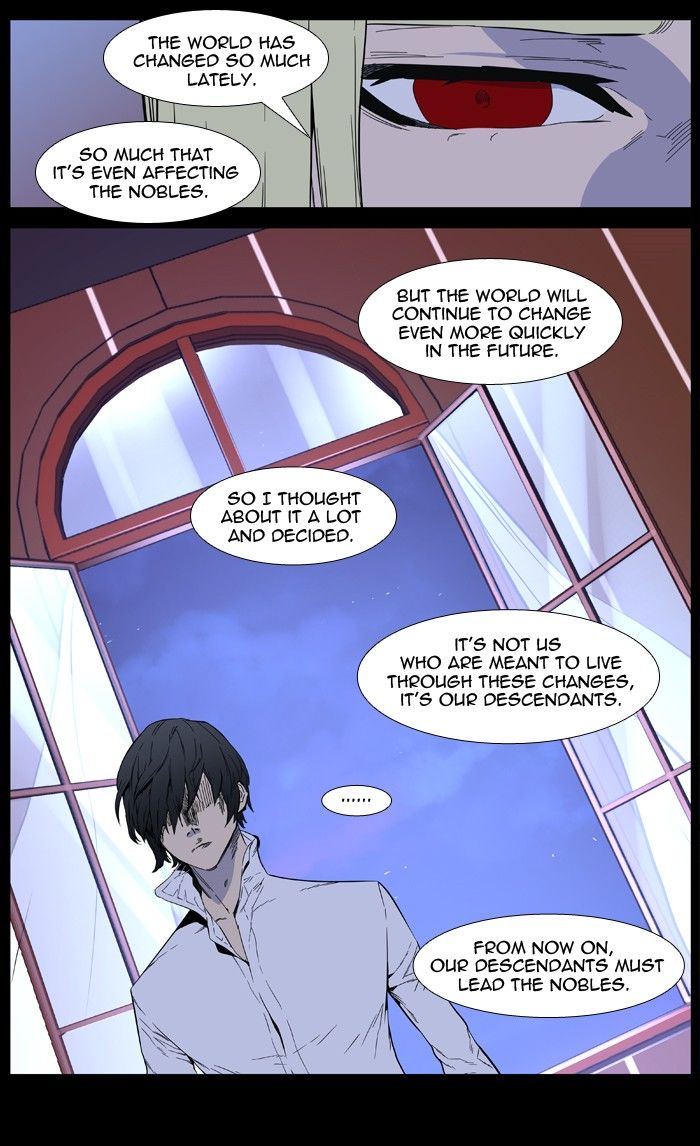 THE WORLD HAS
CHANGED SO MUCH
LATELY.
SO MUCH THAT
IT'S EVEN AFFECTING
THE NOBLES.
BUT THE WORLD WILL
CONTINUE TO CHANGE
EVEN MORE QUICKLY
IN THE FUTURE.
SO I THOUGHT
ABOUT IT A LOT
AND DECIDED.
IT'S NOT US
WHO ARE MEANT TO LIVE
THROUGH THESE CHANGES,
IT'S OUR DESCENDANTS.
......
FROM NOW ON,
OUR DESCENDANTS MUST
LEAD THE NOBLES.